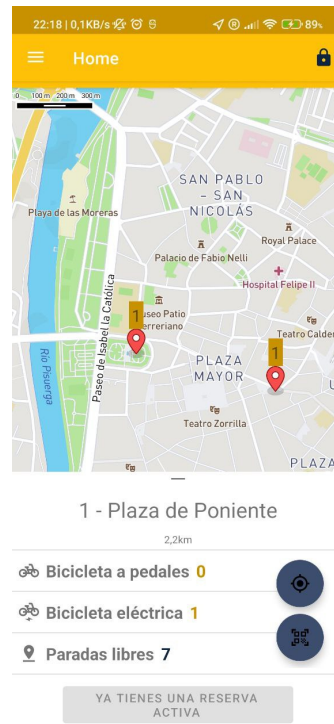 22:18 | 0,1KB/s
89%
Home
0 100 m 200 m 300 m
SAN PABLO
- SAN
NICOLÁS
Playa de las Moreras
Royal Palace
Palacio de Fabio Nelli
Hospital Felipe II
Paseo de Isabel la Católica
1
useo Patio
erreriano
Teatro Calder
1
Río Pisuerga
PLAZA
MAYOR
Teatro Zorrilla
PLAZA
1 - Plaza de Poniente
2,2km
Bicicleta a pedales 0
Bicicleta eléctrica 1
Paradas libres 7
YA TIENES UNA RESERVA
ACTIVA